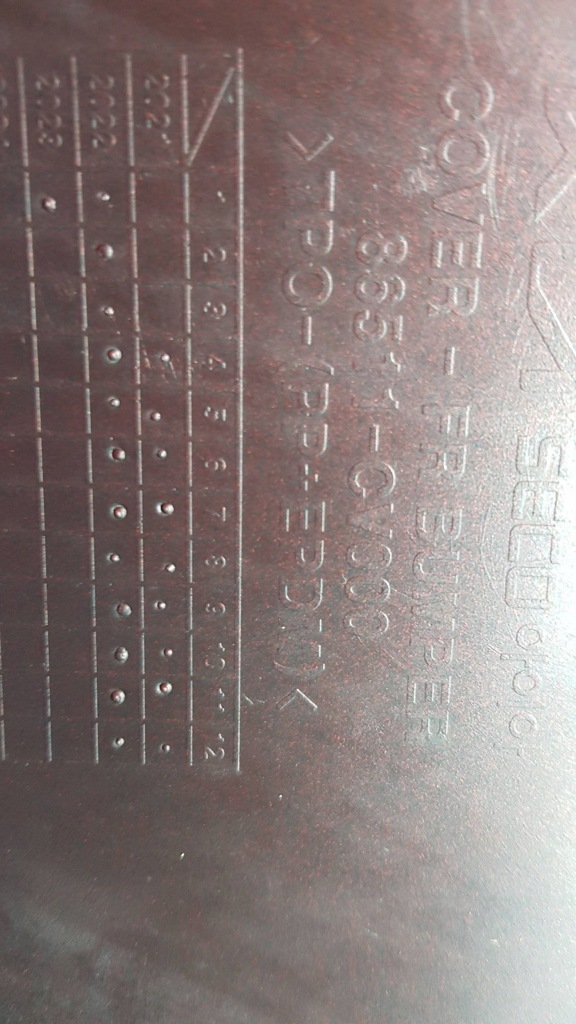 SECO
COVER - FR BUMPER
86511-CV000
>TPO-(PP+EPDM)<
1 2 3 4 5 6 7 8 9 10 11 12
2021
2022
2023